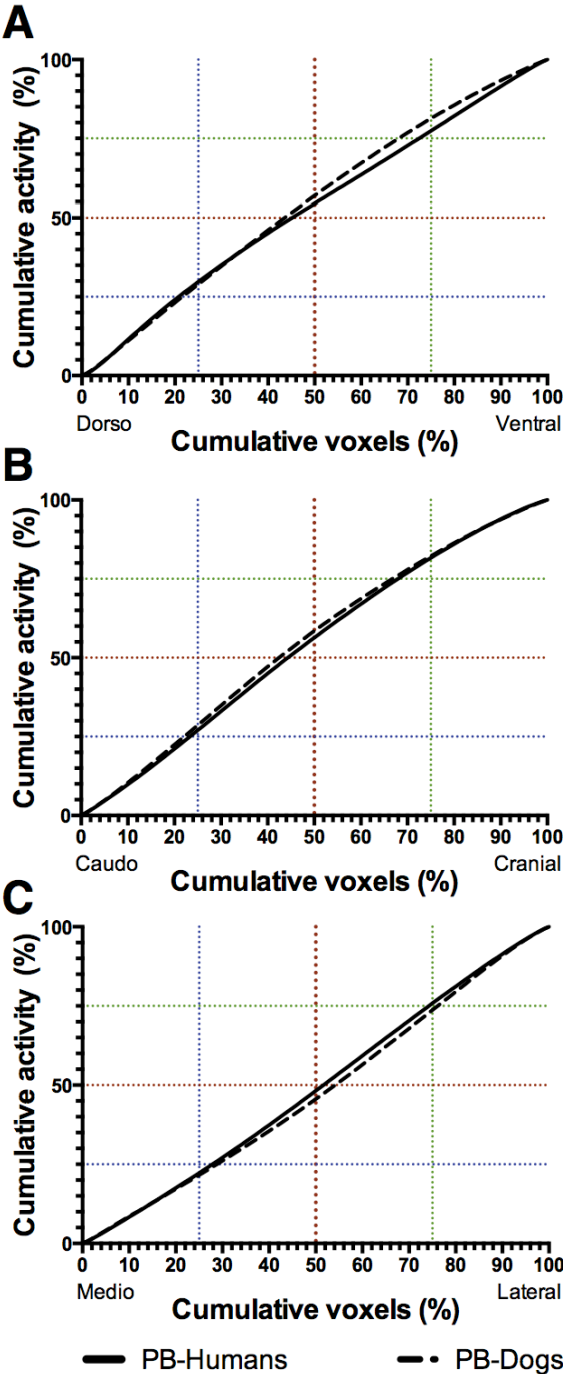 A
Cumulative activity (%)
100
50
0
0 10 20 30 40 50 60 70 80 90 100
Dorso Ventral
Cumulative voxels (%)
B
Cumulative activity (%)
100
50
0
0 10 20 30 40 50 60 70 80 90 100
Caudo Cranial
Cumulative voxels (%)
C
Cumulative activity (%)
100
50
0
0 10 20 30 40 50 60 70 80 90 100
Medio Lateral
Cumulative voxels (%)
PB-Humans PB-Dogs